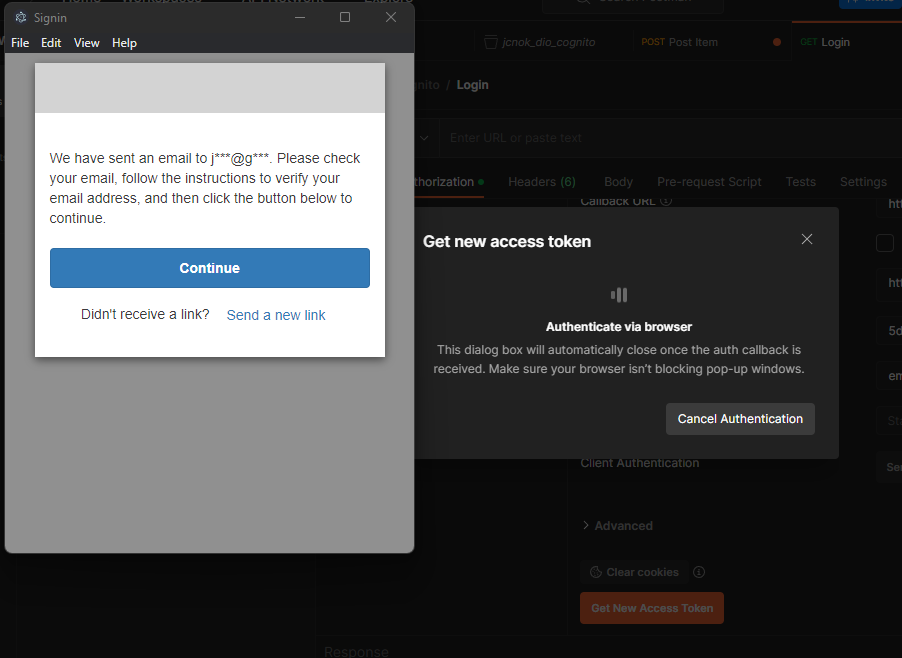 Signin
File Edit View Help
We have sent an email to j***@g***. Please check
your email, follow the instructions to verify your
email address, and then click the button below to
continue.
Continue
Didn't receive a link? Send a new link
Explore
jcnok_dio_cognito
POST Post Item
GET Login
/ Login
Enter URL or paste text
Headers (6)
Body
Pre-request Script
Tests
Settings
Callback URL
Get new access token
Authenticate via browser
This dialog box will automatically close once the auth callback is
received. Make sure your browser isn't blocking pop-up windows.
Cancel Authentication
Client Authentication
Advanced
Clear cookies
Get New Access Token
Response